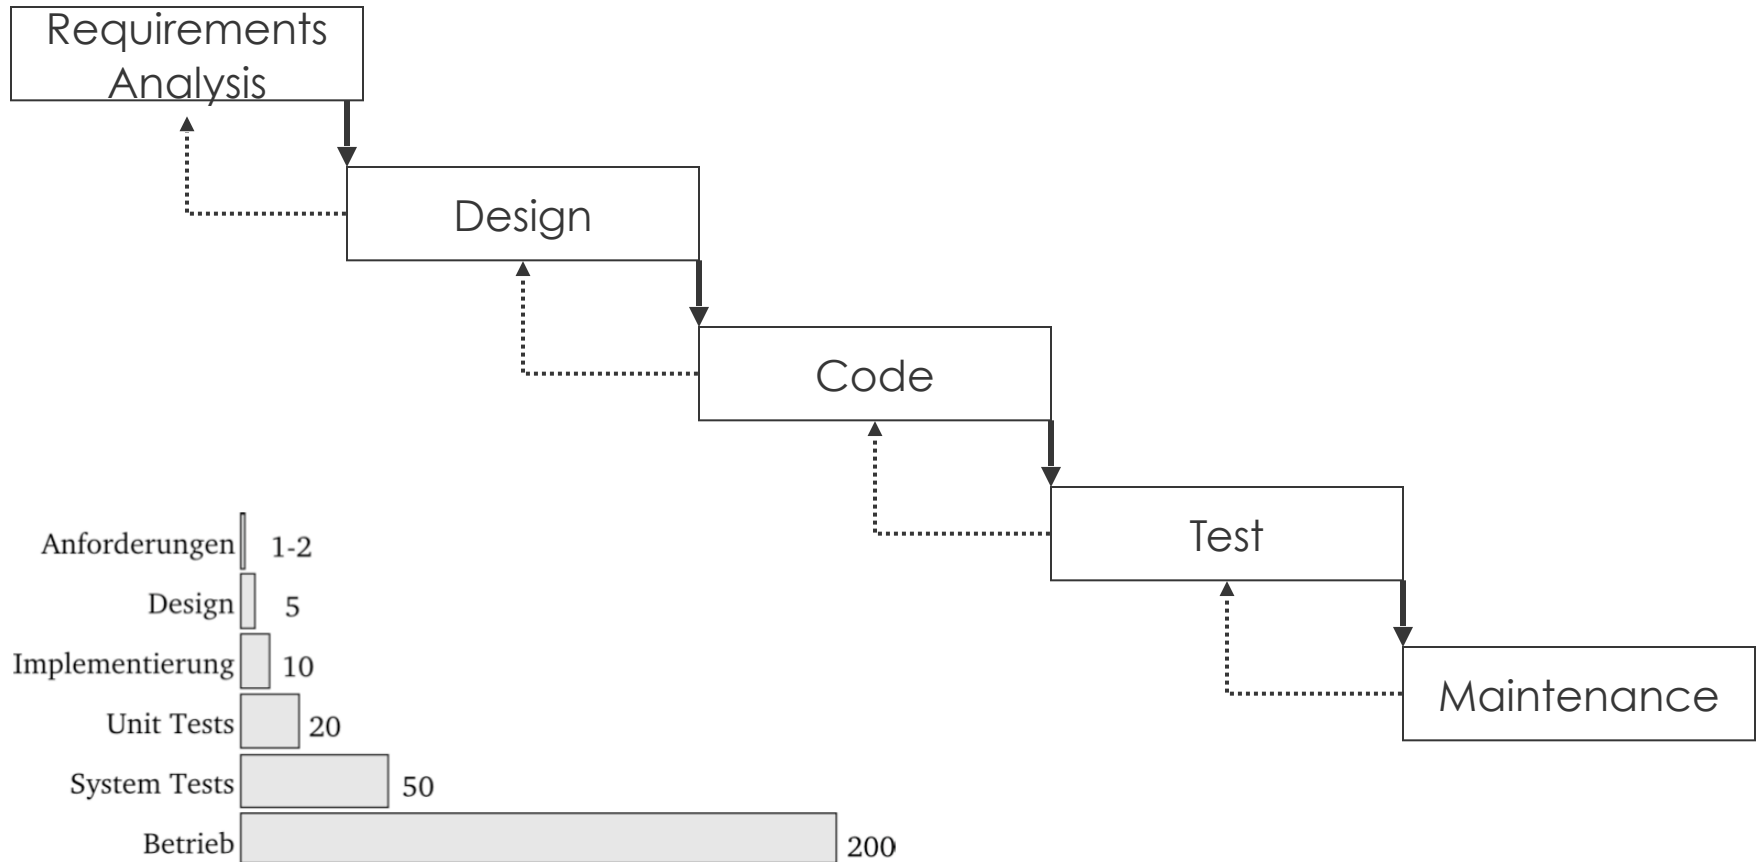 Requirements
Analysis
Design
Code
Test
Maintenance
Anforderungen 1-2
Design 5
Implementierung 10
Unit Tests 20
System Tests 50
Betrieb 200